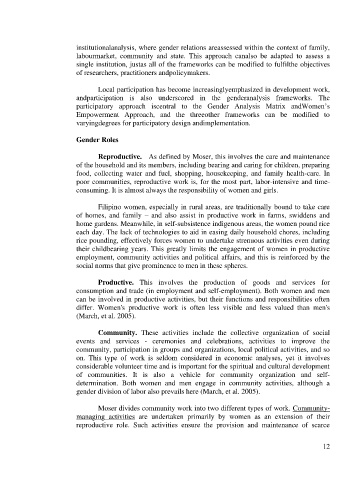 institutionalanalysis, where gender relations areassessed within the context of family,
labourmarket, community and state. This approach canalso be adapted to assess a
single institution, justas all of the frameworks can be modified to fulfilthe objectives
of researchers, practitioners andpolicymakers.
Local participation has become increasinglyemphasized in development work,
andparticipation is also underscored in the genderanalysis frameworks. The
participatory approach iscentral to the Gender Analysis Matrix andWomen's
Empowerment Approach, and the threeother frameworks can be modified to
varyingdegrees for participatory design andimplementation.
Gender Roles
Reproductive. As defined by Moser, this involves the care and maintenance
of the household and its members, including bearing and caring for children, preparing
food, collecting water and fuel, shopping, housekeeping, and family health-care. In
poor communities, reproductive work is, for the most part, labor-intensive and time-
consuming. It is almost always the responsibility of women and girls.
Filipino women, especially in rural areas, are traditionally bound to take care
of homes, and family – and also assist in productive work in farms, swiddens and
home gardens. Meanwhile, in self-subsistence indigenous areas, the women pound rice
each day. The lack of technologies to aid in easing daily household chores, including
rice pounding, effectively forces women to undertake strenuous activities even during
their childbearing years. This greatly limits the engagement of women in productive
employment, community activities and political affairs, and this is reinforced by the
social norms that give prominence to men in these spheres.
Productive. This involves the production of goods and services for
consumption and trade (in employment and self-employment). Both women and men
can be involved in productive activities, but their functions and responsibilities often
differ. Women's productive work is often less visible and less valued than men's
(March, et al. 2005).
Community. These activities include the collective organization of social
events and services - ceremonies and celebrations, activities to improve the
community, participation in groups and organizations, local political activities, and so
on. This type of work is seldom considered in economic analyses, yet it involves
considerable volunteer time and is important for the spiritual and cultural development
of communities. It is also a vehicle for community organization and self-
determination. Both women and men engage in community activities, although a
gender division of labor also prevails here (March, et al. 2005).
Moser divides community work into two different types of work. Community-
managing activities are undertaken primarily by women as an extension of their
reproductive role. Such activities ensure the provision and maintenance of scarce
12